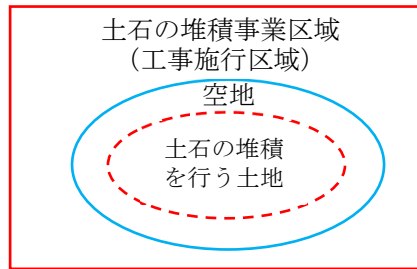 土石の堆積事業区域
（工事施行区域）
空地
土石の堆積
を行う土地